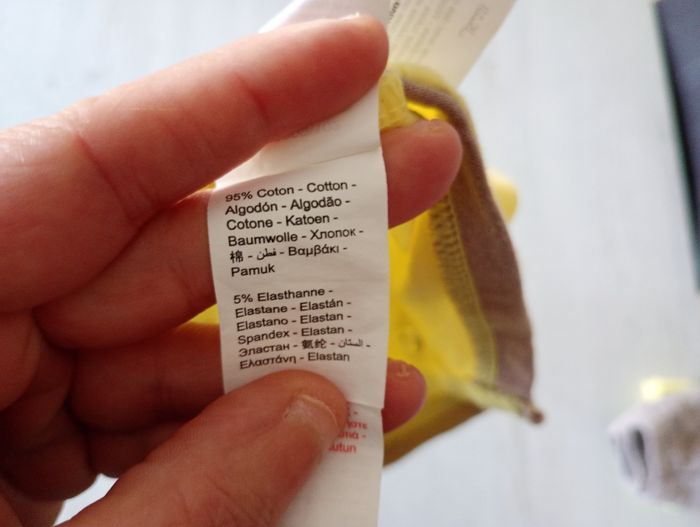 95% Coton - Cotton -
Algodón - Algodão -
Cotone - Katoen -
Baumwolle - Хлопок -
棉 - قطن - Βαμβάκι -
Pamuk
5% Elasthanne -
Elastane - Elastán -
Elastano - Elastan -
Spandex - Elastan -
Эластан - 氨纶 - الستان -
Ελαστάνη - Elastan